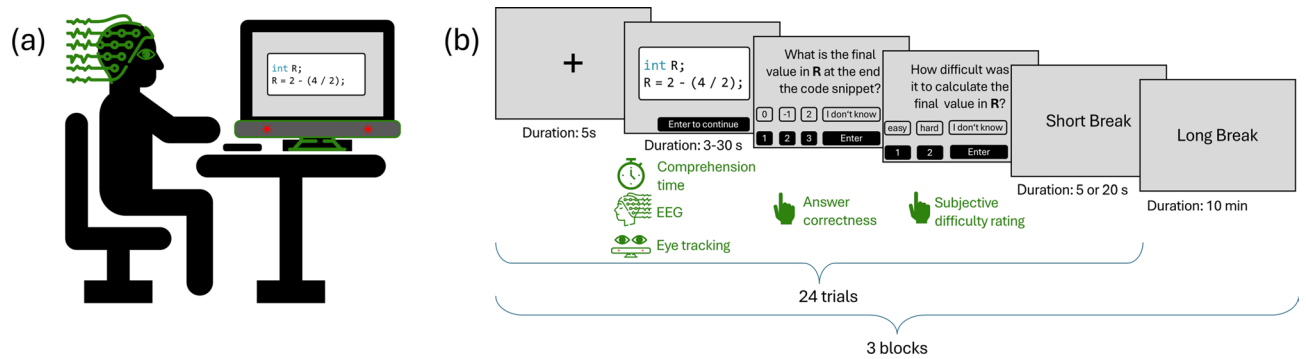 (a)
int R;
R = 2 - (4 / 2);
(b)
+
Duration: 5s
int R;
R = 2 - (4 / 2);
Enter to continue
Duration: 3-30 s
Comprehension
time
EEG
Eye tracking
What is the final
value in R at the end
the code snippet?
0 -1 2 I don't know
1 2 3 Enter
Answer
correctness
How difficult was
it to calculate the
final value in R?
easy hard I don't know
1 2 Enter
Subjective
difficulty rating
Short Break
Duration: 5 or 20 s
Long Break
Duration: 10 min
24 trials
3 blocks